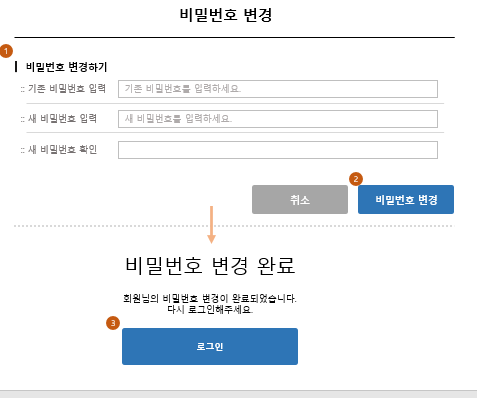 비밀번호 변경
1
비밀번호 변경하기
:: 기존 비밀번호 입력 기존 비밀번호를 입력하세요.
:: 새 비밀번호 입력 새 비밀번호를 입력하세요.
:: 새 비밀번호 확인
2
취소 비밀번호 변경
비밀번호 변경 완료
회원님의 비밀번호 변경이 완료되었습니다.
다시 로그인해주세요.
3
로그인